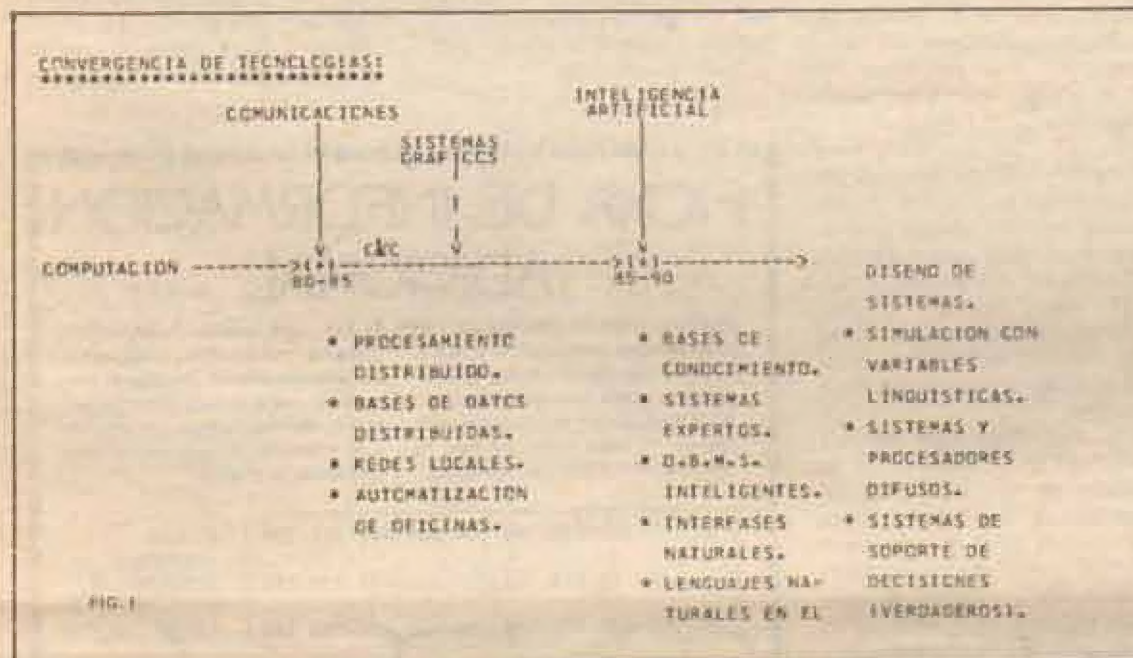 CONVERGENCIA DE TECNOLOGIAS:
COMUNICACIONES
INTELIGENCIA
ARTIFICIAL
SISTEMAS
GRAFICOS
COMPUTACION ------------>(+)---------------------->(+)------------>
80-85
85-90
* PROCESAMIENTO
DISTRIBUIDO.
* BASES DE DATOS
DISTRIBUIDAS.
* REDES LOCALES.
* AUTOMATIZACION
DE OFICINAS.
* BASES DE
CONOCIMIENTO.
* SISTEMAS
EXPERTOS.
* D.B.M.S.
INTELIGENTES.
* INTERFASES
NATURALES.
* LENGUAJES NA-
TURALES EN EL
DISENO DE
SISTEMAS.
* SIMULACION CON
VARIABLES
LINGUISTICAS.
* SISTEMAS Y
PROCESADORES
DIFUSOS.
* SISTEMAS DE
SOPORTE DE
DECISIONES
(VERDADEROS).
FIG. 1